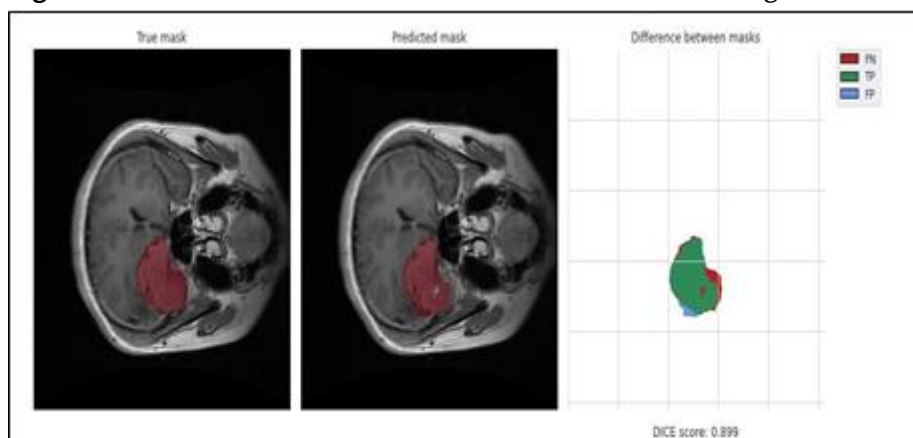 True mask
Predicted mask
Difference between masks
FN
TP
FP
DICE score: 0.899